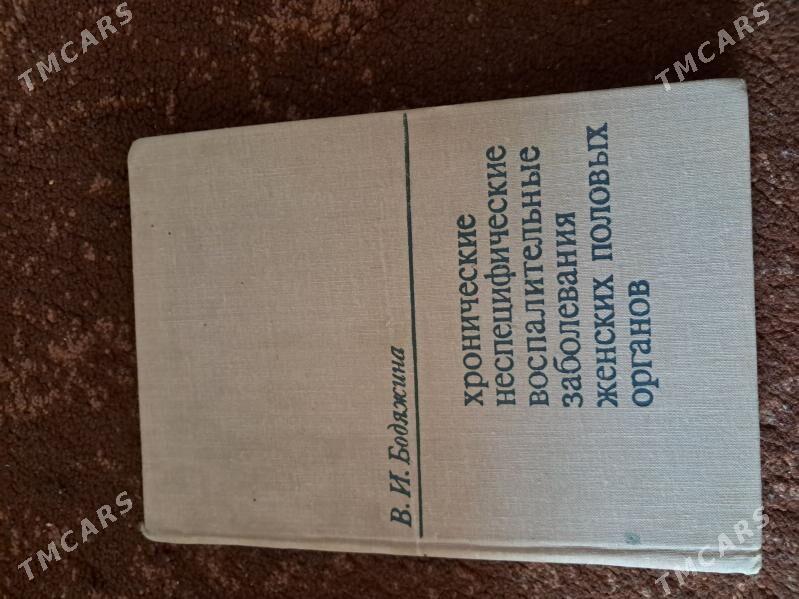 В. И. Бодяжина
хронические
неспецифические
воспалительные
заболевания
женских половых
органов
TMCARS
TMCARS
TMCARS
TMCARS